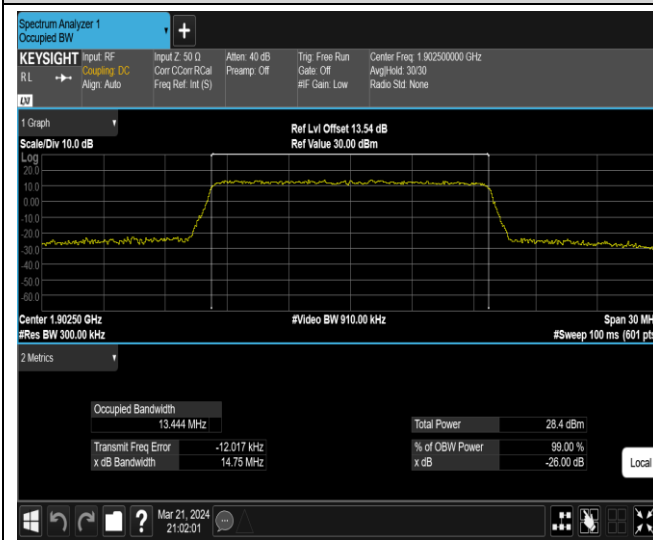 Spectrum Analyzer 1
Occupied BW
+
KEYSIGHT
RL
LXI
Input: RF
Coupling: DC
Align: Auto
Input Z: 50 Ω
Corr CCorr RCal
Freq Ref: Int (S)
Atten: 40 dB
Preamp: Off
Trig: Free Run
Gate: Off
#IF Gain: Low
Center Freq: 1.902500000 GHz
Avg|Hold: 30/30
Radio Std: None
1 Graph
Scale/Div 10.0 dB
Ref Lvl Offset 13.54 dB
Ref Value 30.00 dBm
Log
20.0
10.0
0.00
-10.0
-20.0
-30.0
-40.0
-50.0
-60.0
Center 1.90250 GHz
#Res BW 300.00 kHz
#Video BW 910.00 kHz
Span 30 MH
#Sweep 100 ms (601 pts
2 Metrics
Occupied Bandwidth
13.444 MHz
Transmit Freq Error -12.017 kHz
x dB Bandwidth 14.75 MHz
Total Power 28.4 dBm
% of OBW Power 99.00 %
x dB -26.00 dB
Local
?
Mar 21, 2024
21:02:01